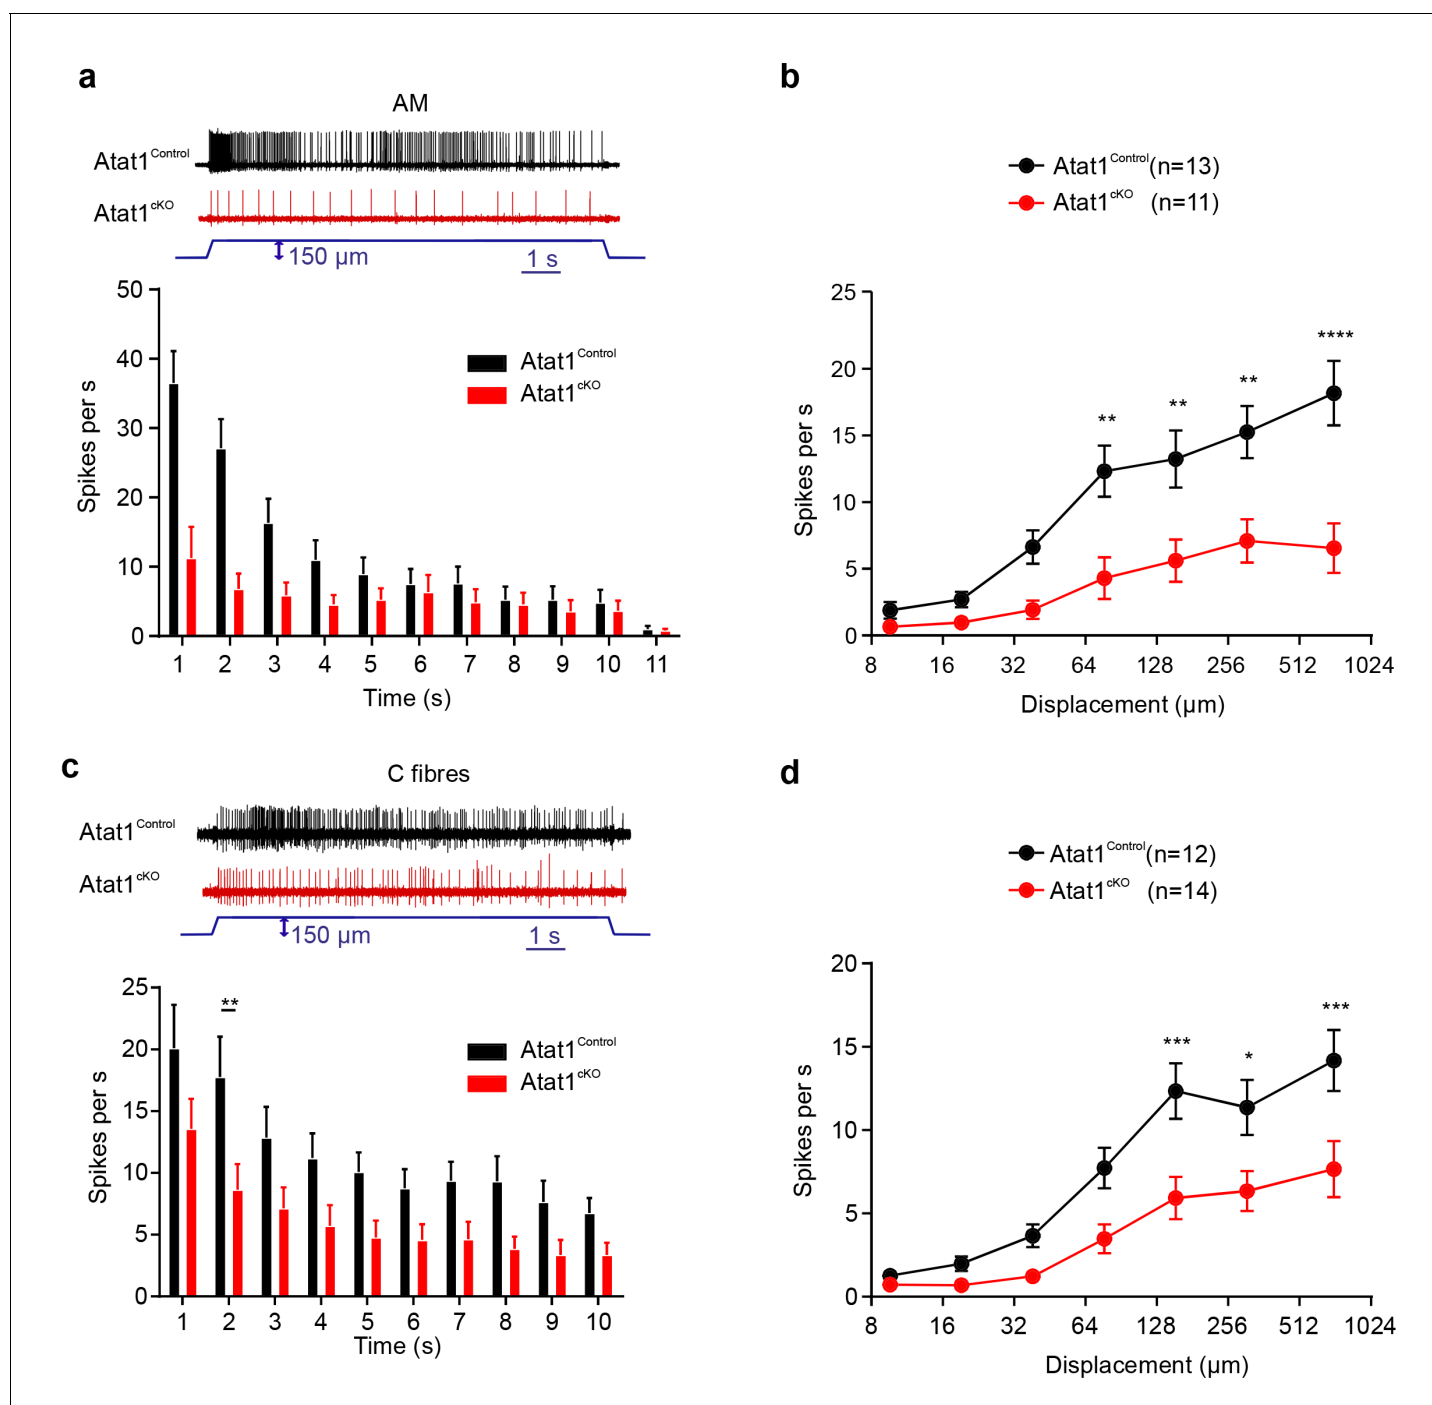 a
AM
Atat1Control
Atat1cKO
150 µm
1 s
50
40
30
20
10
0
Spikes per s
Atat1Control
Atat1cKO
1 2 3 4 5 6 7 8 9 10 11
Time (s)
b
Atat1Control(n=13)
Atat1cKO (n=11)
25
20
15
10
5
0
Spikes per s
**
**
**
****
8 16 32 64 128 256 512 1024
Displacement (µm)
c
C fibres
Atat1Control
Atat1cKO
150 µm
1 s
25
20
15
10
5
0
Spikes per s
**
Atat1Control
Atat1cKO
1 2 3 4 5 6 7 8 9 10
Time (s)
d
Atat1Control(n=12)
Atat1cKO (n=14)
20
15
10
5
0
Spikes per s
***
*
***
8 16 32 64 128 256 512 1024
Displacement (µm)